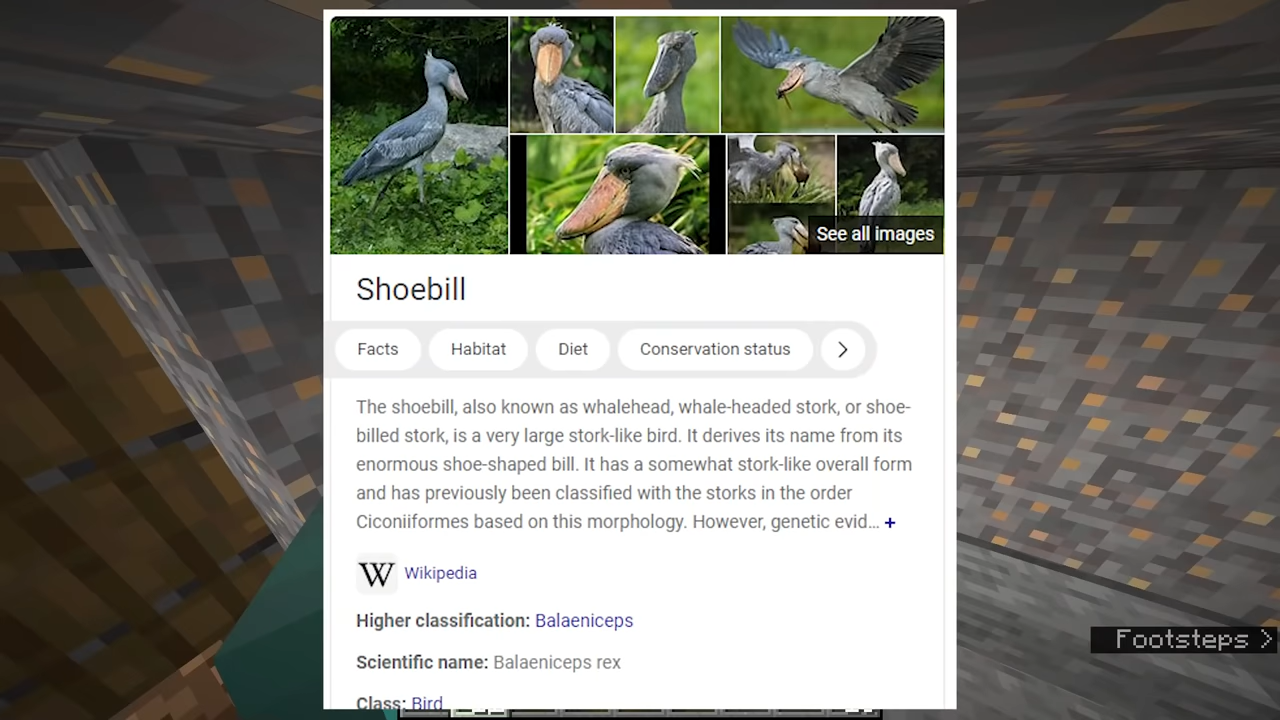 See all images
Shoebill
Facts
Habitat
Diet
Conservation status
The shoebill, also known as whalehead, whale-headed stork, or shoe-
billed stork, is a very large stork-like bird. It derives its name from its
enormous shoe-shaped bill. It has a somewhat stork-like overall form
and has previously been classified with the storks in the order
Ciconiiformes based on this morphology. However, genetic evid… +
W Wikipedia
Higher classification: Balaeniceps
Scientific name: Balaeniceps rex
Class: Bird
Footsteps >